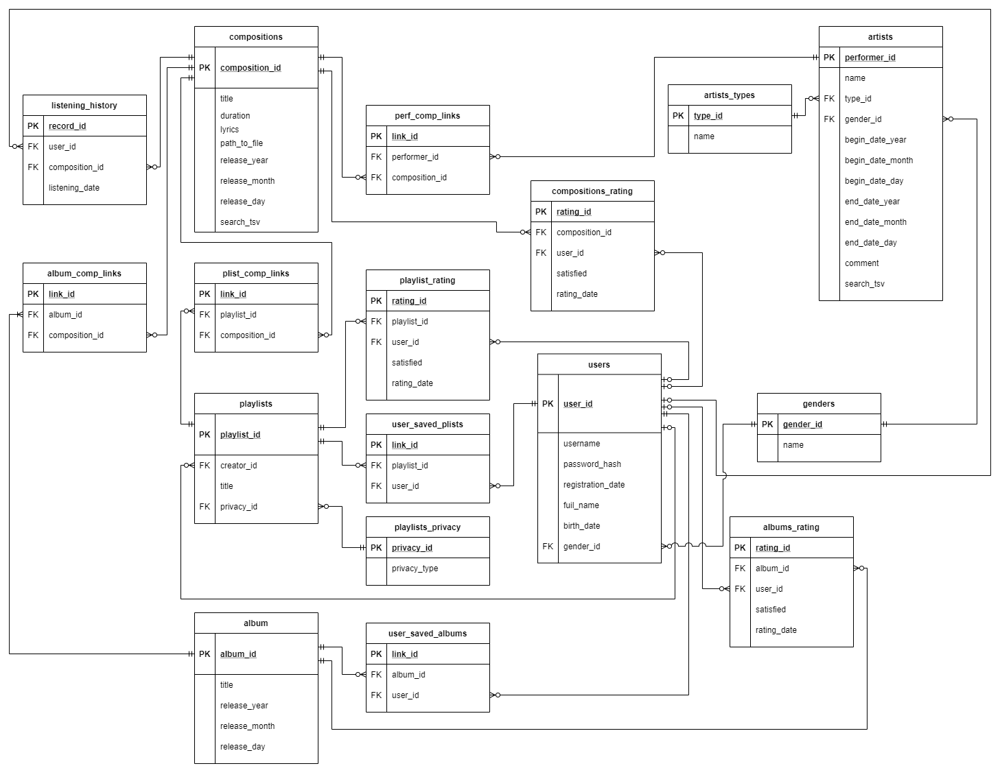 compositions
PK composition_id
title
duration
lyrics
path_to_file
release_year
release_month
release_day
search_tsv
artists
PK performer_id
name
FK type_id
FK gender_id
begin_date_year
begin_date_month
begin_date_day
end_date_year
end_date_month
end_date_day
comment
search_tsv
artists_types
PK type_id
name
listening_history
PK record_id
FK user_id
FK composition_id
listening_date
perf_comp_links
PK link_id
FK performer_id
FK composition_id
compositions_rating
PK rating_id
FK composition_id
FK user_id
satisfied
rating_date
album_comp_links
PK link_id
FK album_id
FK composition_id
plist_comp_links
PK link_id
FK playlist_id
FK composition_id
playlist_rating
PK rating_id
FK playlist_id
FK user_id
satisfied
rating_date
users
PK user_id
username
password_hash
registration_date
fuil_name
birth_date
FK gender_id
playlists
PK playlist_id
FK creator_id
title
FK privacy_id
user_saved_plists
PK link_id
FK playlist_id
FK user_id
genders
PK gender_id
name
playlists_privacy
PK privacy_id
privacy_type
albums_rating
PK rating_id
FK album_id
FK user_id
satisfied
rating_date
album
PK album_id
title
release_year
release_month
release_day
user_saved_albums
PK link_id
FK album_id
FK user_id